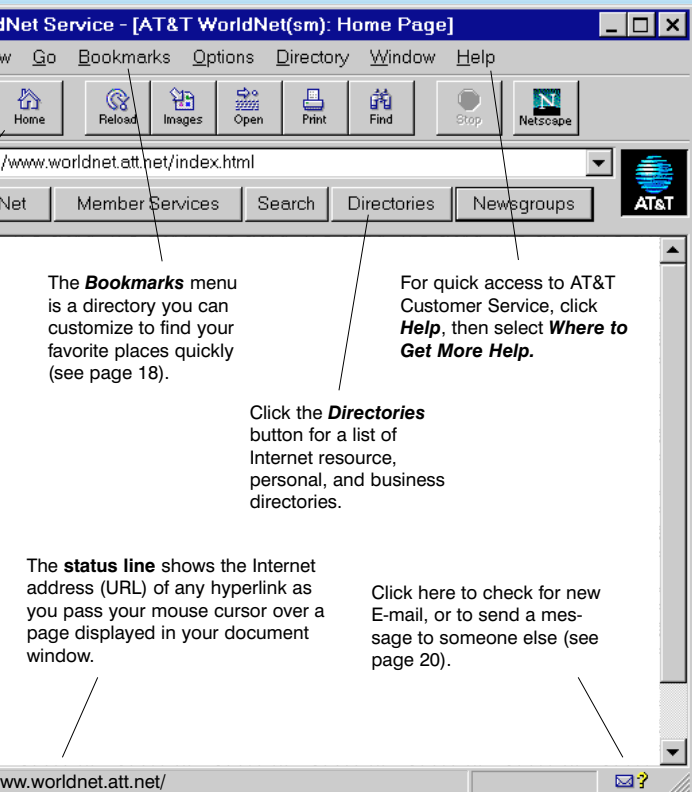 dNet Service - [AT&T WorldNet(sm): Home Page]
w Go Bookmarks Options Directory Window Help
Home Reload Images Open Print Find Stop Netscape
/www.worldnet.att.net/index.html
Net Member Services Search Directories Newsgroups AT&T
The Bookmarks menu
is a directory you can
customize to find your
favorite places quickly
(see page 18).
For quick access to AT&T
Customer Service, click
Help, then select Where to
Get More Help.
Click the Directories
button for a list of
Internet resource,
personal, and business
directories.
The status line shows the Internet
address (URL) of any hyperlink as
you pass your mouse cursor over a
page displayed in your document
window.
Click here to check for new
E-mail, or to send a mes-
sage to someone else (see
page 20).
ww.worldnet.att.net/